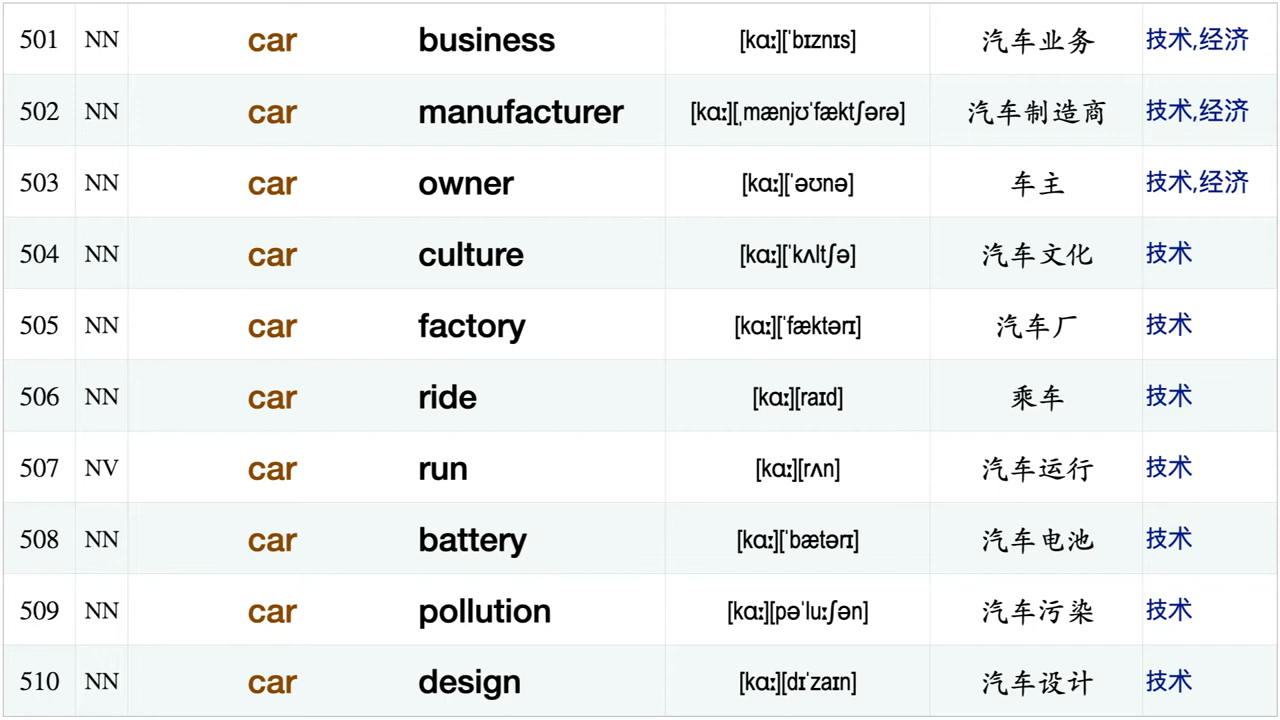 501 NN car business [kɑː][ˈbɪznɪs] 汽车业务 技术,经济
502 NN car manufacturer [kɑː][ˌmænjʊˈfæktʃərə] 汽车制造商 技术,经济
503 NN car owner [kɑː][ˈəʊnə] 车主 技术,经济
504 NN car culture [kɑː][ˈkʌltʃə] 汽车文化 技术
505 NN car factory [kɑː][ˈfæktərɪ] 汽车厂 技术
506 NN car ride [kɑː][raɪd] 乘车 技术
507 NV car run [kɑː][rʌn] 汽车运行 技术
508 NN car battery [kɑː][ˈbætərɪ] 汽车电池 技术
509 NN car pollution [kɑː][pəˈluːʃən] 汽车污染 技术
510 NN car design [kɑː][dɪˈzaɪn] 汽车设计 技术